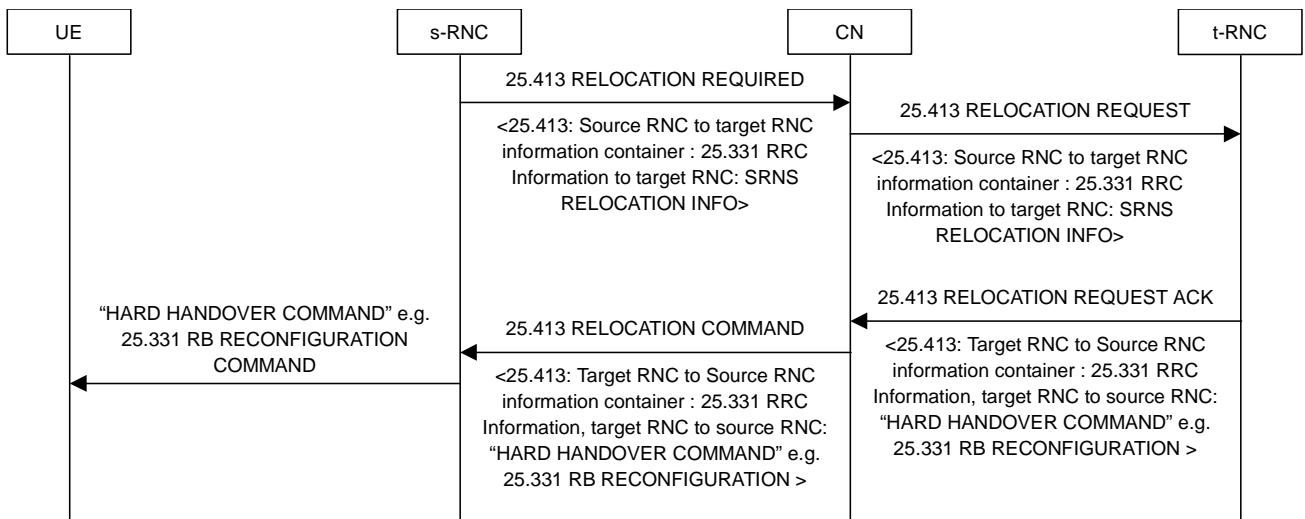 UE
s-RNC
CN
t-RNC
25.413 RELOCATION REQUIRED
<25.413: Source RNC to target RNC
information container : 25.331 RRC
Information to target RNC: SRNS
RELOCATION INFO>
25.413 RELOCATION REQUEST
<25.413: Source RNC to target RNC
information container : 25.331 RRC
Information to target RNC: SRNS
RELOCATION INFO>
25.413 RELOCATION REQUEST ACK
<25.413: Target RNC to Source RNC
information container : 25.331 RRC
Information, target RNC to source RNC:
“HARD HANDOVER COMMAND” e.g.
25.331 RB RECONFIGURATION >
25.413 RELOCATION COMMAND
<25.413: Target RNC to Source RNC
information container : 25.331 RRC
Information, target RNC to source RNC:
“HARD HANDOVER COMMAND” e.g.
25.331 RB RECONFIGURATION >
“HARD HANDOVER COMMAND” e.g.
25.331 RB RECONFIGURATION
COMMAND